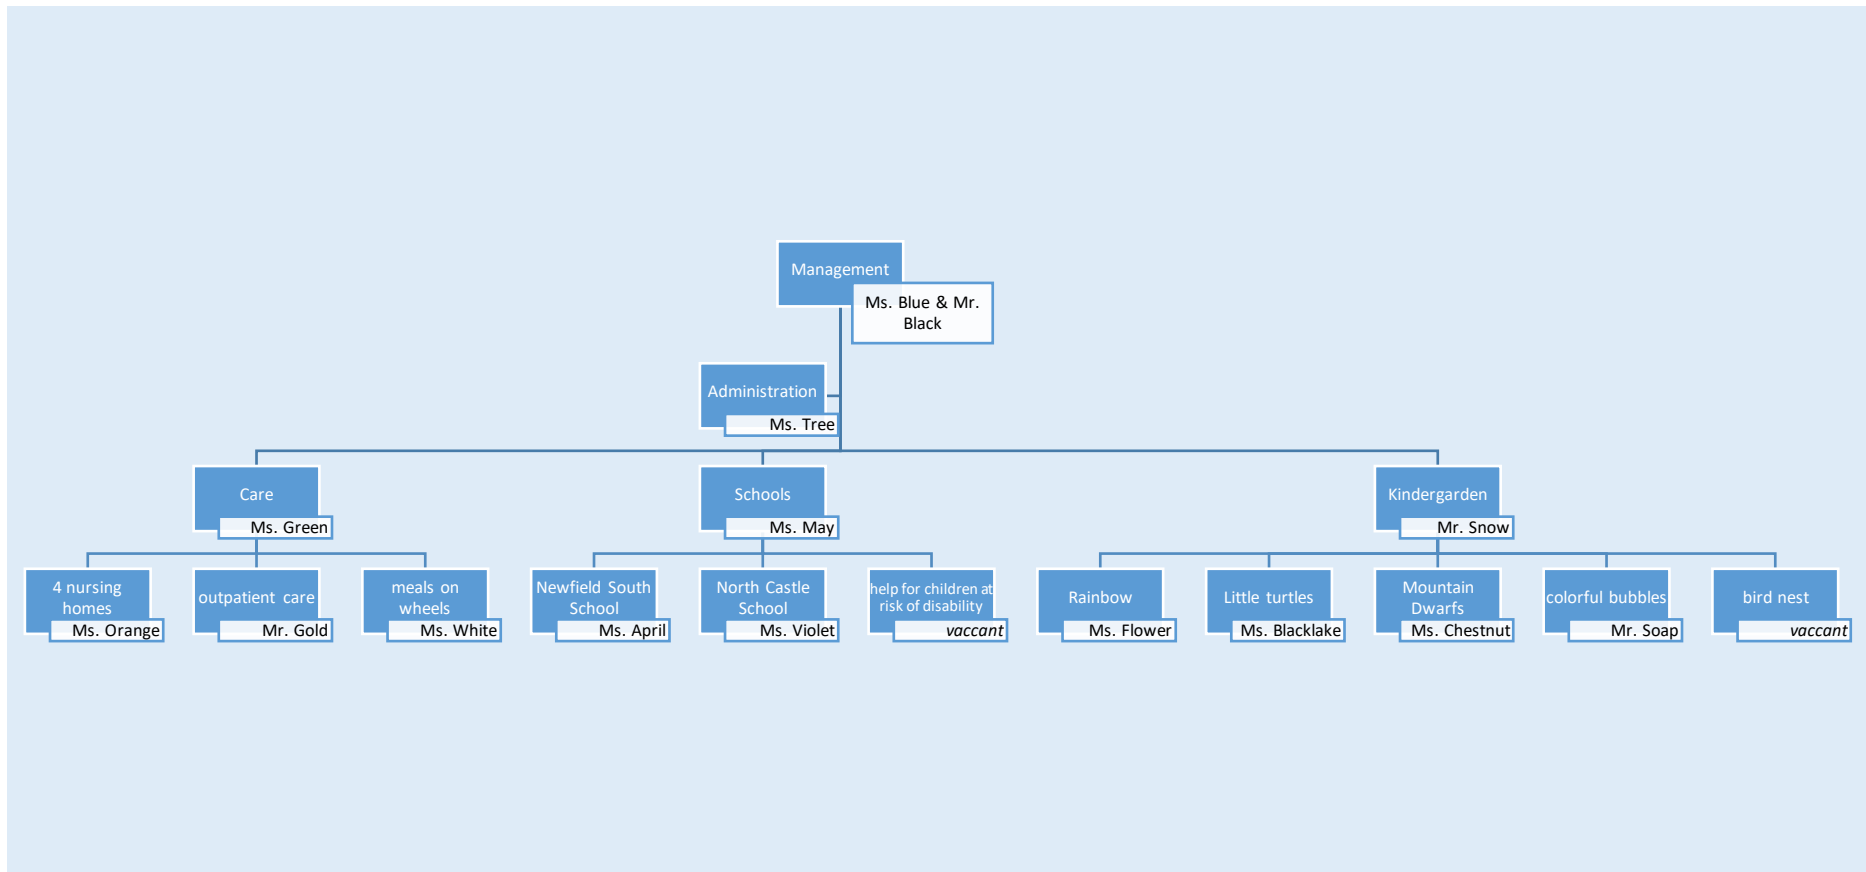 Management
Ms. Blue & Mr.
Black
Administration
Ms. Tree
Care
Ms. Green
Schools
Ms. May
Kindergarden
Mr. Snow
4 nursing
homes
Ms. Orange
outpatient care
Mr. Gold
meals on
wheels
Ms. White
Newfield South
School
Ms. April
North Castle
School
Ms. Violet
help for children at
risk of disability
vaccant
Rainbow
Ms. Flower
Little turtles
Ms. Blacklake
Mountain
Dwarfs
Ms. Chestnut
colorful bubbles
Mr. Soap
bird nest
vaccant